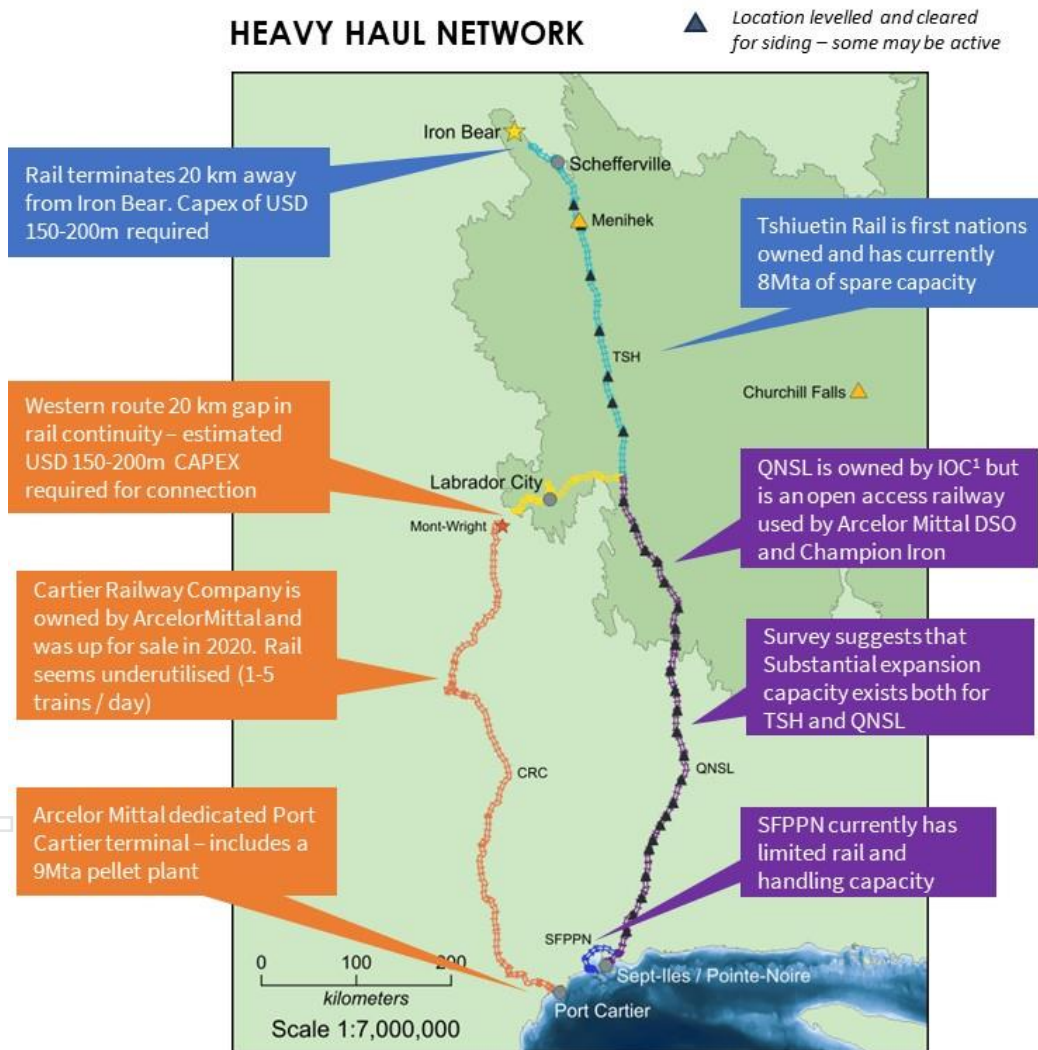 HEAVY HAUL NETWORK
Location levelled and cleared
for siding – some may be active
Iron Bear
Schefferville
Rail terminates 20 km away
from Iron Bear. Capex of USD
150-200m required
Menihek
Tshiuetin Rail is first nations
owned and has currently
8Mta of spare capacity
TSH
Churchill Falls
Western route 20 km gap in
rail continuity – estimated
USD 150-200m CAPEX
required for connection
Labrador City
Mont-Wright
QNSL is owned by IOC¹ but
is an open access railway
used by Arcelor Mittal DSO
and Champion Iron
Cartier Railway Company is
owned by ArcelorMittal and
was up for sale in 2020. Rail
seems underutilised (1-5
trains / day)
Survey suggests that
Substantial expansion
capacity exists both for
TSH and QNSL
CRC
QNSL
Arcelor Mittal dedicated Port
Cartier terminal – includes a
9Mta pellet plant
SFPPN currently has
limited rail and
handling capacity
SFPPN
Sept-Iles / Pointe-Noire
Port Cartier
0 100 200
kilometers
Scale 1:7,000,000